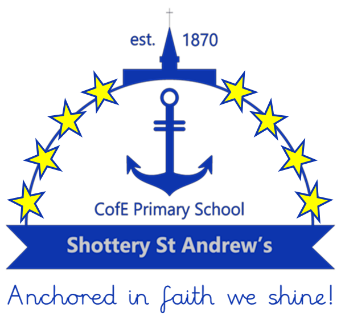 est. 1870
CofE Primary School
Shottery St Andrew's
Anchored in faith we shine!